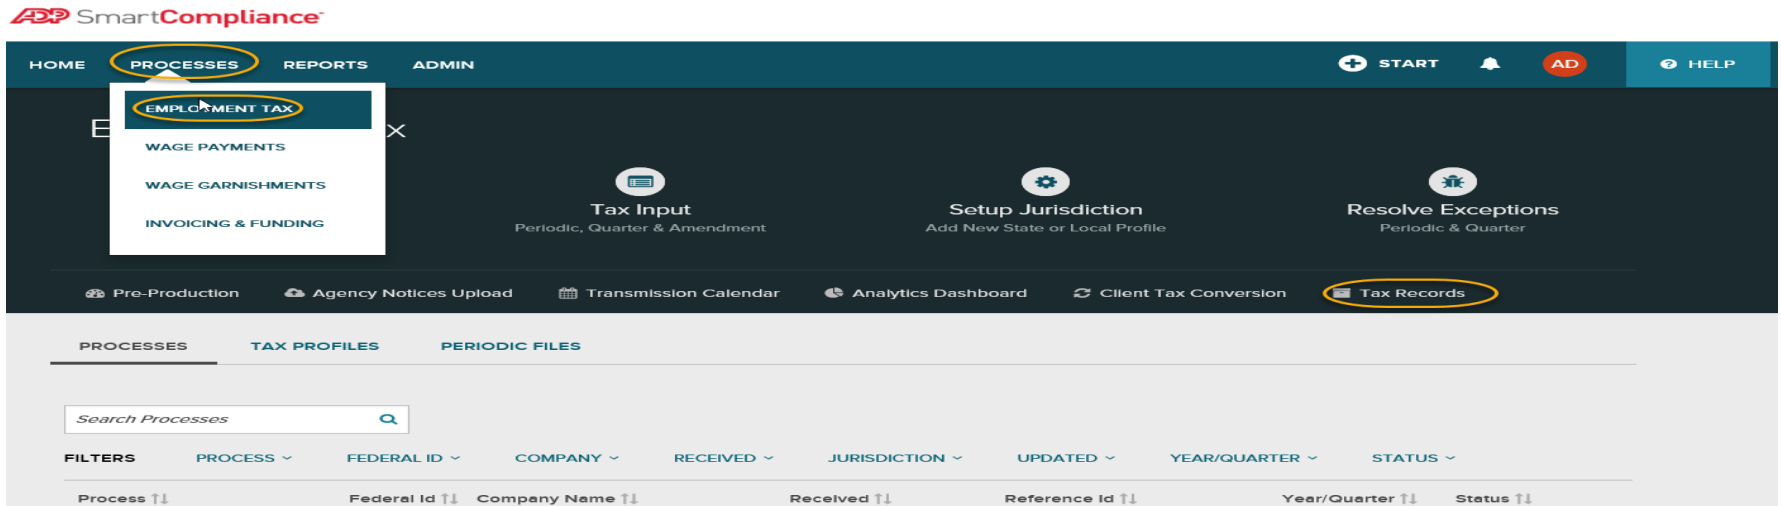 ADP SmartCompliance
HOME PROCESSES REPORTS ADMIN START AD HELP
EMPLOYMENT TAX
E x
WAGE PAYMENTS
WAGE GARNISHMENTS
INVOICING & FUNDING
Tax Input Setup Jurisdiction Resolve Exceptions
Periodic, Quarter & Amendment Add New State or Local Profile Periodic & Quarter
Pre-Production Agency Notices Upload Transmission Calendar Analytics Dashboard Client Tax Conversion Tax Records
PROCESSES TAX PROFILES PERIODIC FILES
Search Processes
FILTERS PROCESS FEDERAL ID COMPANY RECEIVED JURISDICTION UPDATED YEAR/QUARTER STATUS
Process Federal Id Company Name Received Reference Id Year/Quarter Status